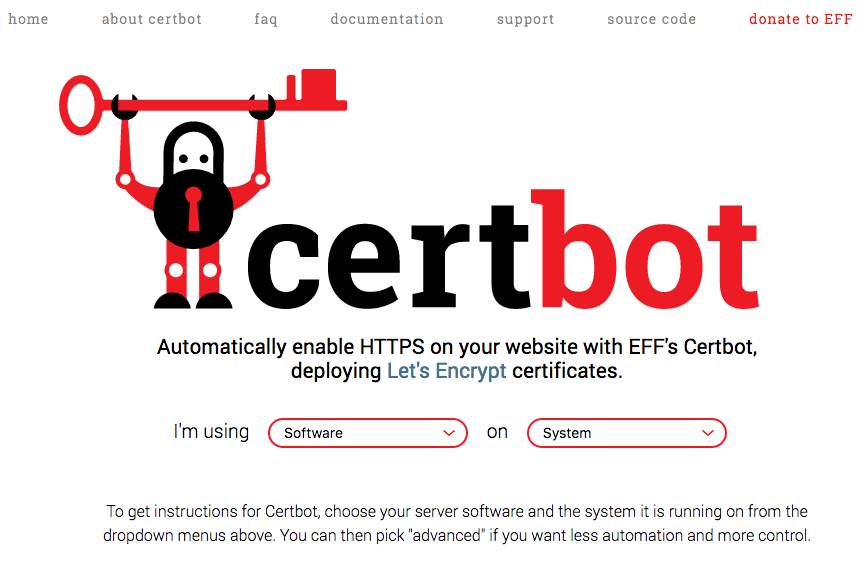 home about certbot faq documentation support source code donate to EFF
certbot
Automatically enable HTTPS on your website with EFF's Certbot,
deploying Let's Encrypt certificates.
I'm using Software on System
To get instructions for Certbot, choose your server software and the system it is running on from the
dropdown menus above. You can then pick "advanced" if you want less automation and more control.